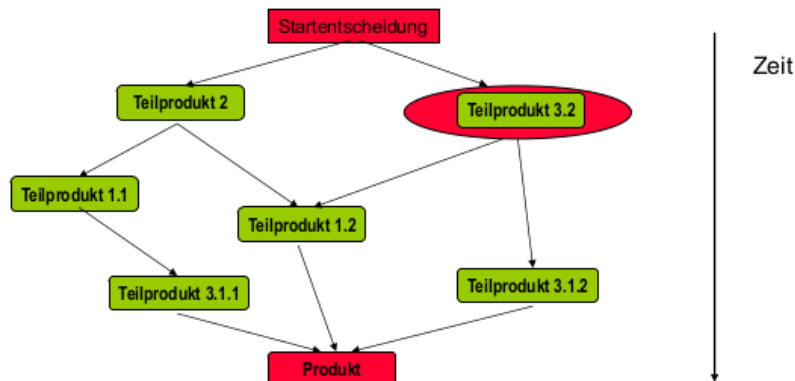 Startentscheidung
Zeit
Teilprodukt 2
Teilprodukt 3.2
Teilprodukt 1.1
Teilprodukt 1.2
Teilprodukt 3.1.1
Teilprodukt 3.1.2
Produkt